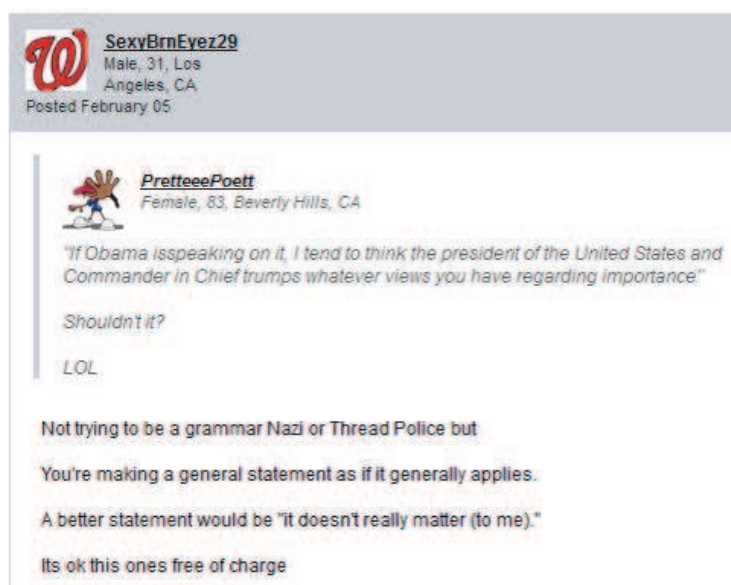 W
SexyBrnEyez29
Male, 31, Los
Angeles, CA
Posted February 05
PretteeePoett
Female, 83, Beverly Hills, CA
"If Obama isspeaking on it, I tend to think the president of the United States and
Commander in Chief trumps whatever views you have regarding importance"
Shouldn't it?
LOL
Not trying to be a grammar Nazi or Thread Police but
You're making a general statement as if it generally applies.
A better statement would be "it doesn't really matter (to me)."
Its ok this ones free of charge